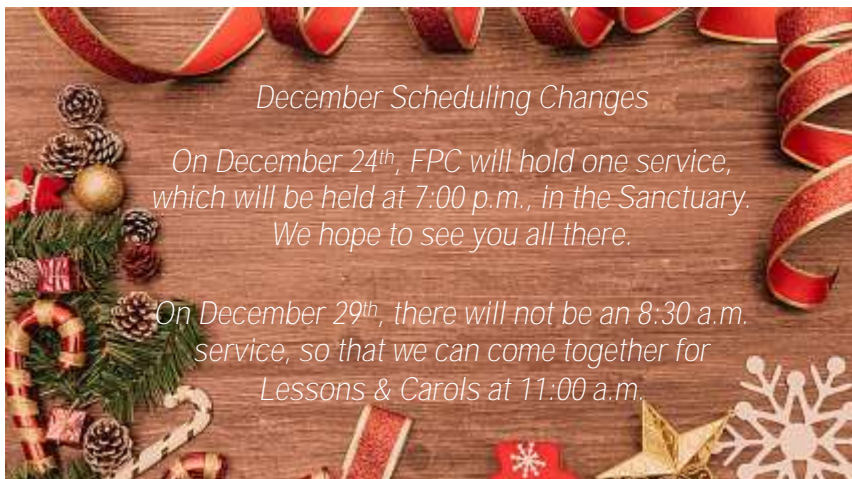 December Scheduling Changes
On December 24th, FPC will hold one service,
which will be held at 7:00 p.m., in the Sanctuary.
We hope to see you all there.
On December 29th, there will not be an 8:30 a.m.
service, so that we can come together for
Lessons & Carols at 11:00 a.m.